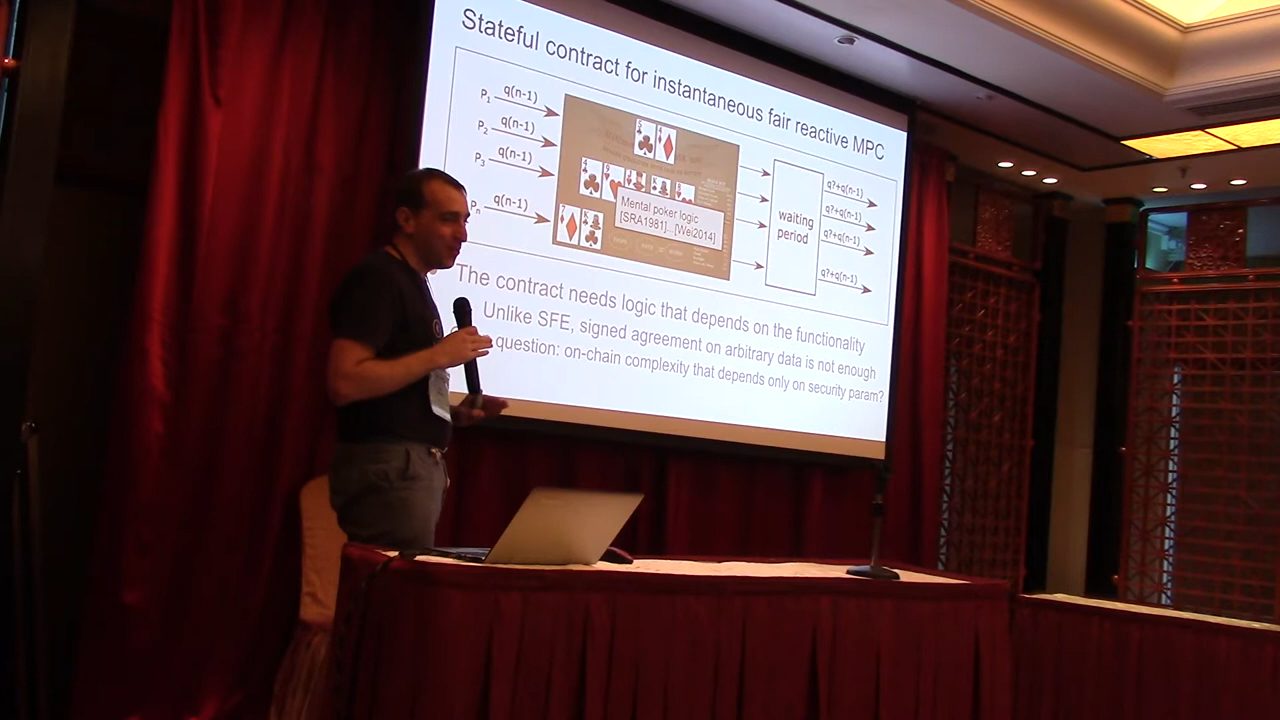 Stateful contract for instantaneous fair reactive MPC
P1 q(n-1)
P2 q(n-1)
P3 q(n-1)
Pn q(n-1)
Mental poker logic
[SRA1981]...[Wei2014]
waiting
period
q?+q(n-1)
q?+q(n-1)
q?+q(n-1)
q?+q(n-1)
The contract needs logic that depends on the functionality
Unlike SFE, signed agreement on arbitrary data is not enough
question: on-chain complexity that depends only on security param?